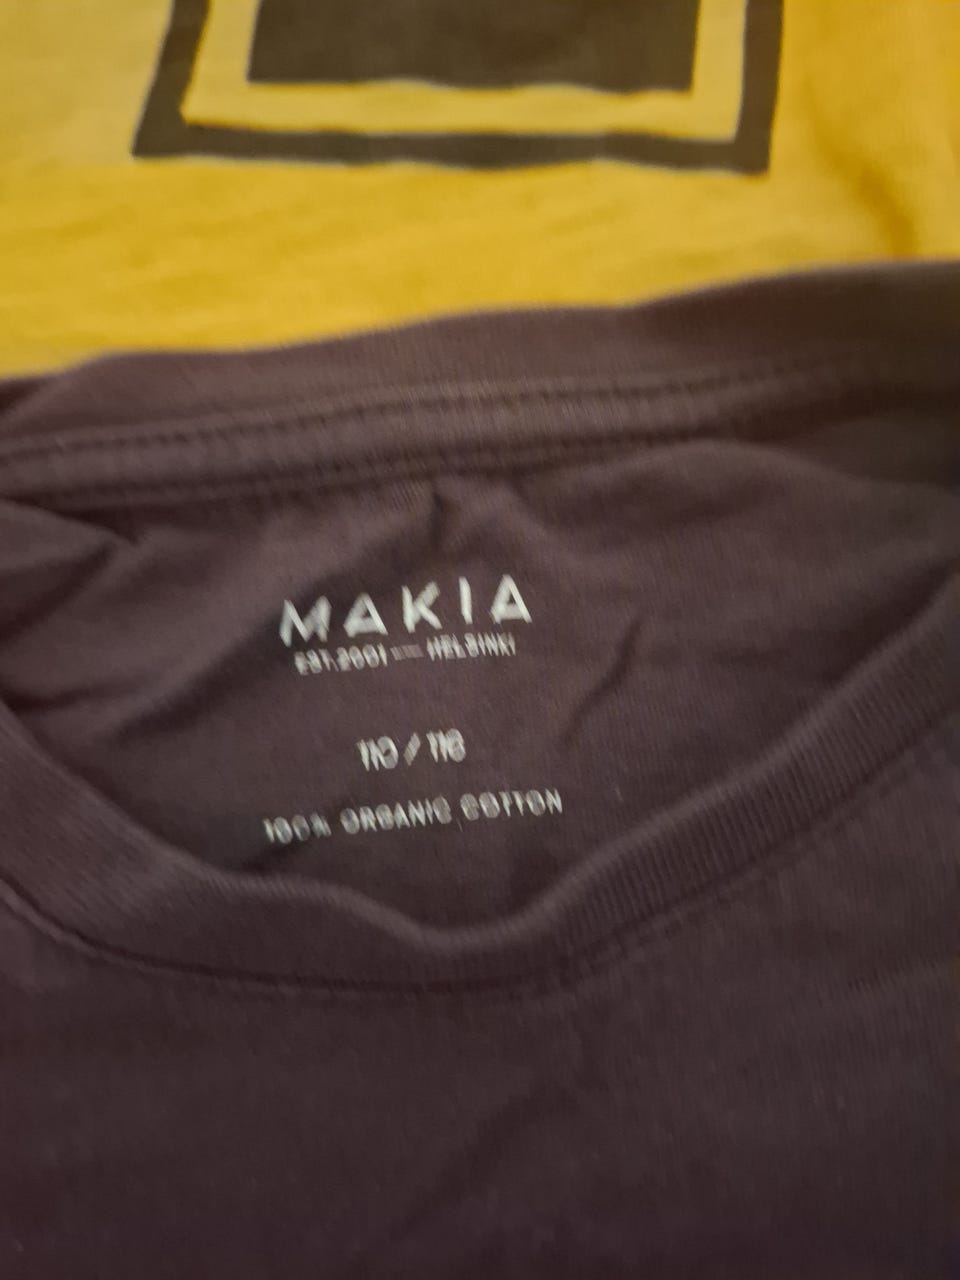 MAKIA
EST.2001 HELSINKI
110 / 116
100% ORGANIC COTTON